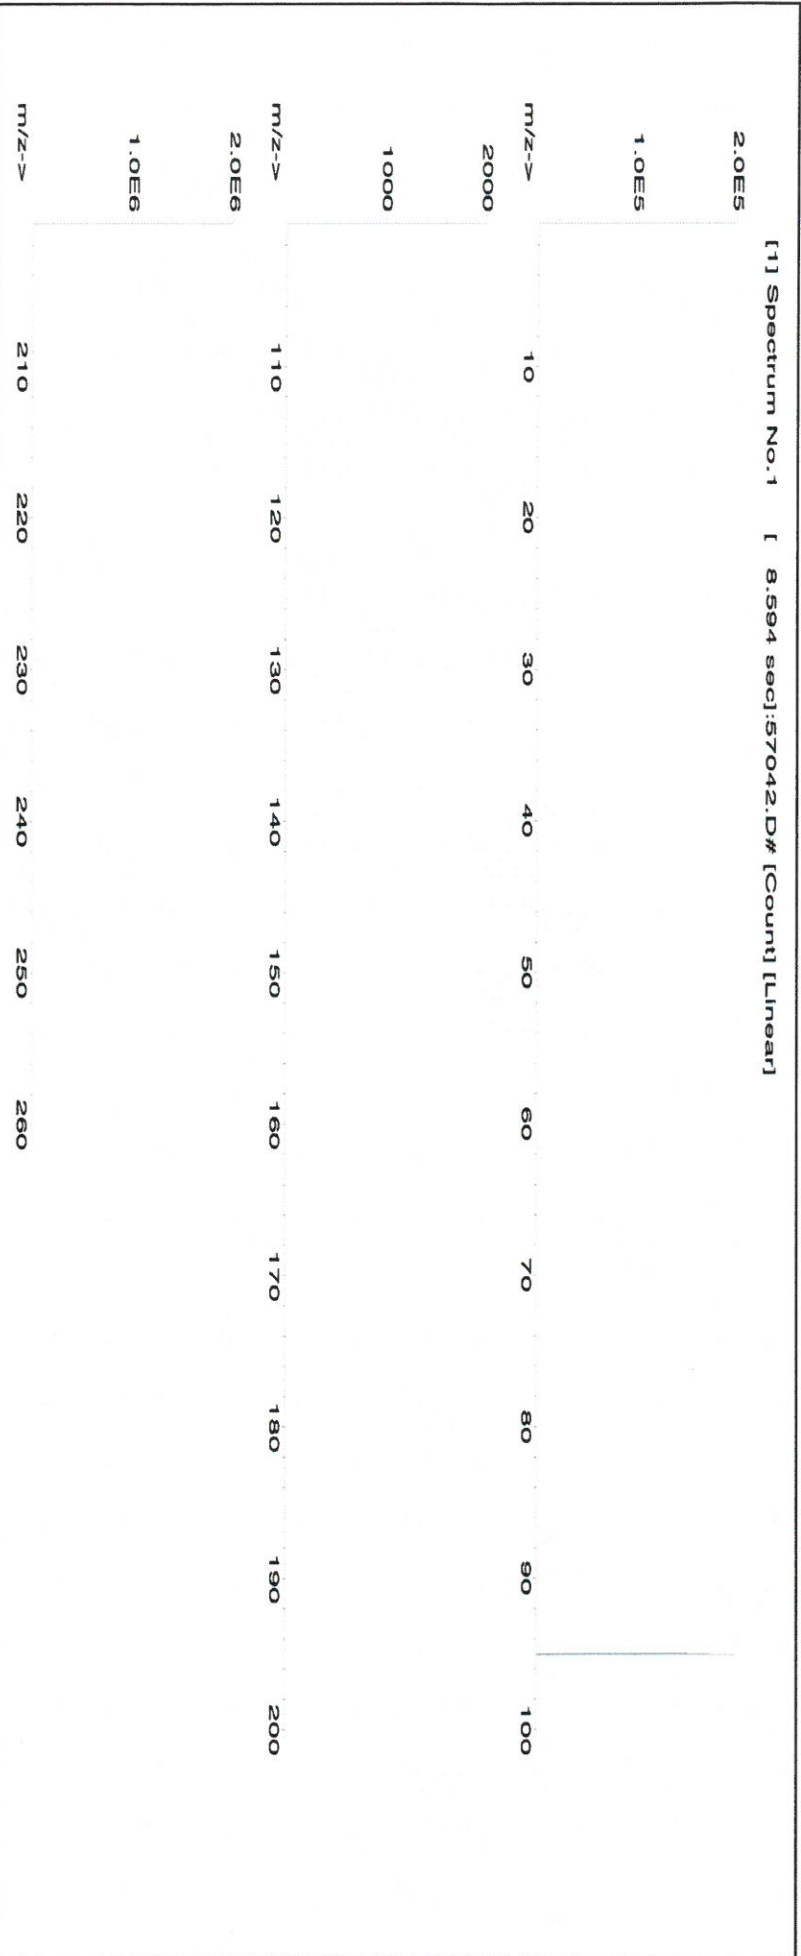 [1] Spectrum No.1 [ 8.594 sec]:57042.D# [Count] [Linear]
2.0E5
1.0E5
m/z-> 10 20 30 40 50 60 70 80 90 100
2000
1000
m/z-> 110 120 130 140 150 160 170 180 190 200
2.0E6
1.0E6
m/z-> 210 220 230 240 250 260